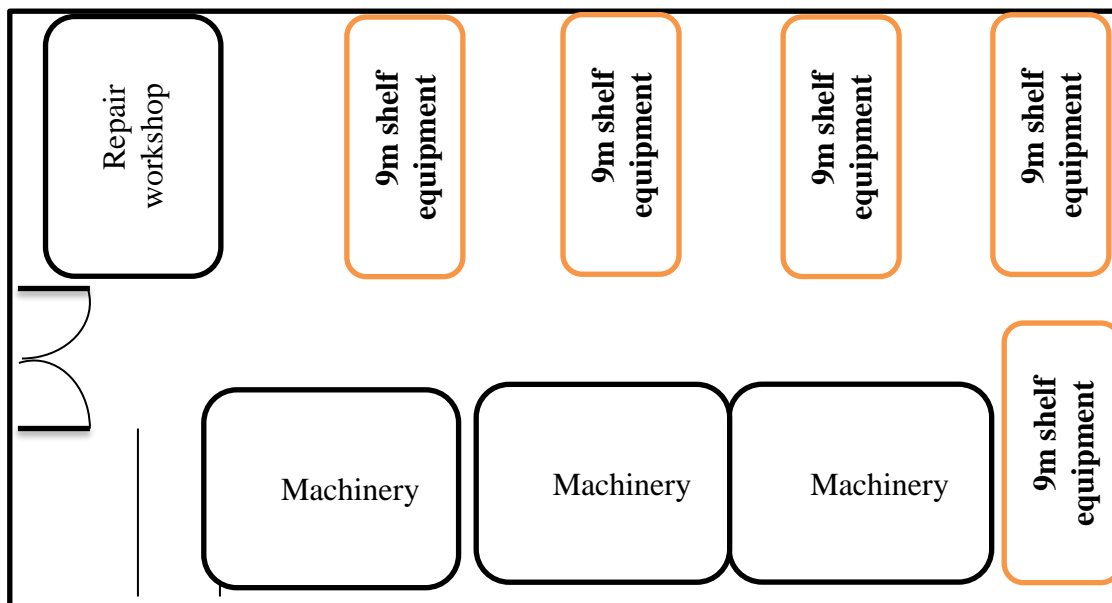 Repair
workshop
9m shelf
equipment
9m shelf
equipment
9m shelf
equipment
9m shelf
equipment
Machinery
Machinery
Machinery
9m shelf
equipment